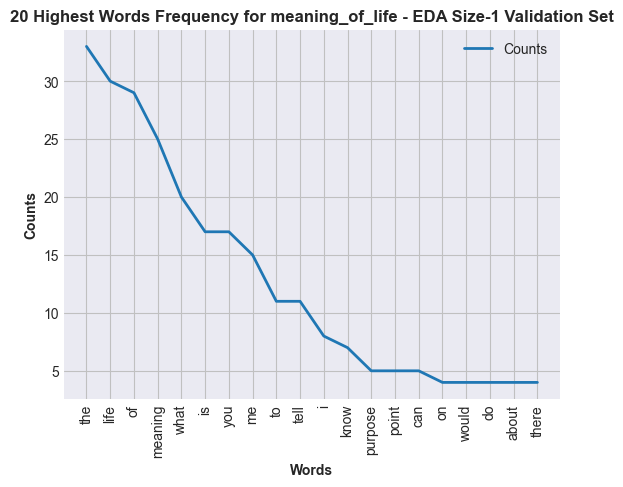 20 Highest Words Frequency for meaning_of_life - EDA Size-1 Validation Set
Counts
30
25
20
15
10
5
Counts
the
life
of
meaning
what
is
you
me
to
tell
i
know
purpose
point
can
on
would
do
about
there
Words